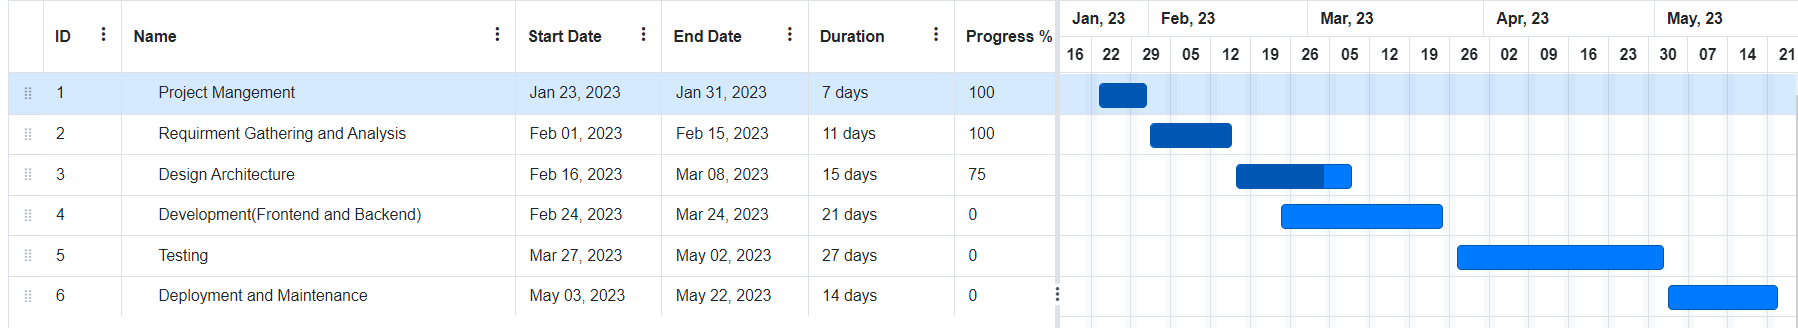 ID Name Start Date End Date Duration Progress % Jan, 23 Feb, 23 Mar, 23 Apr, 23 May, 23
16 22 29 05 12 19 26 05 12 19 26 02 09 16 23 30 07 14 21
1 Project Mangement Jan 23, 2023 Jan 31, 2023 7 days 100
2 Requirment Gathering and Analysis Feb 01, 2023 Feb 15, 2023 11 days 100
3 Design Architecture Feb 16, 2023 Mar 08, 2023 15 days 75
4 Development(Frontend and Backend) Feb 24, 2023 Mar 24, 2023 21 days 0
5 Testing Mar 27, 2023 May 02, 2023 27 days 0
6 Deployment and Maintenance May 03, 2023 May 22, 2023 14 days 0